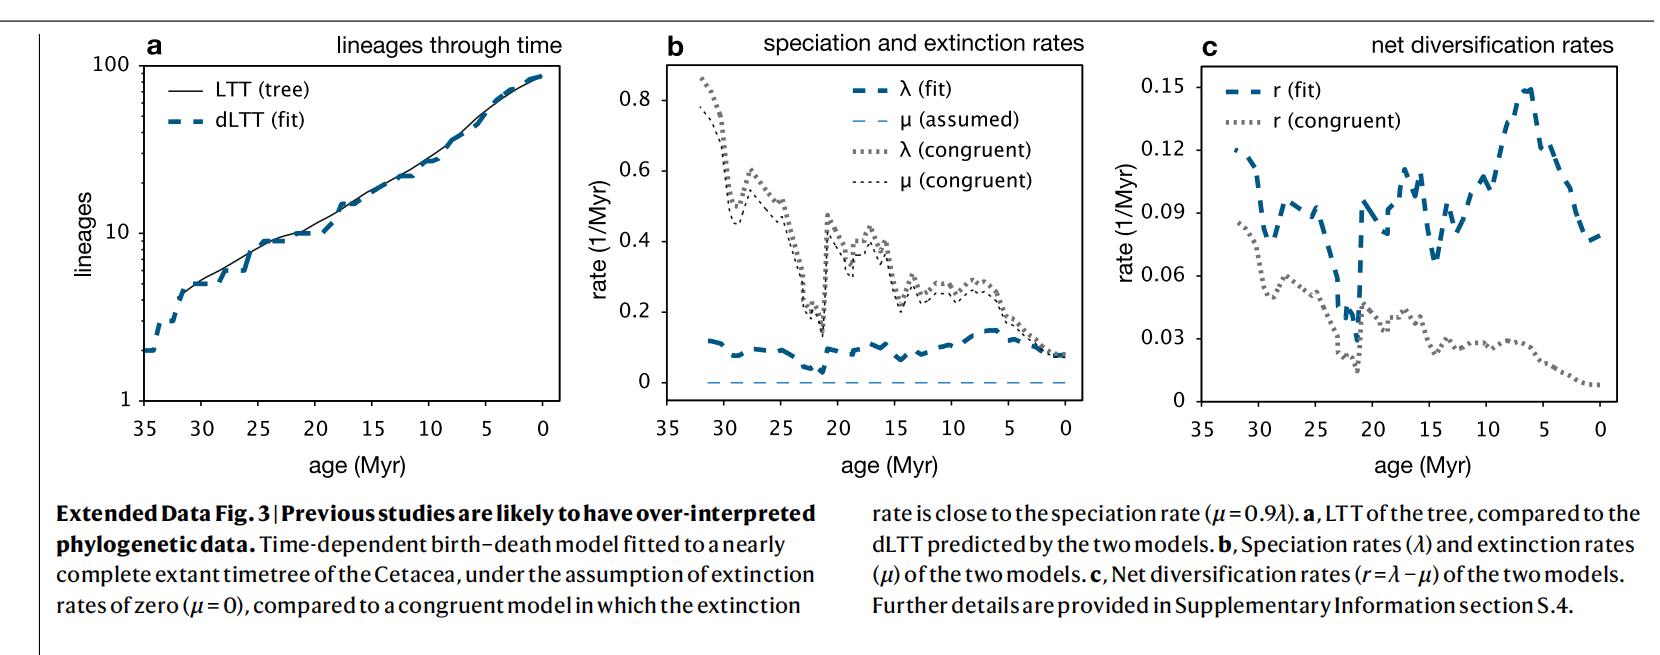 a lineages through time
100
10
1
lineages
LTT (tree)
dLTT (fit)
35 30 25 20 15 10 5 0
age (Myr)
b speciation and extinction rates
0.8
0.6
0.4
0.2
0
rate (1/Myr)
λ (fit)
μ (assumed)
λ (congruent)
μ (congruent)
35 30 25 20 15 10 5 0
age (Myr)
c net diversification rates
0.15
0.12
0.09
0.06
0.03
0
rate (1/Myr)
r (fit)
r (congruent)
35 30 25 20 15 10 5 0
age (Myr)
Extended Data Fig. 3 | Previous studies are likely to have over-interpreted
phylogenetic data. Time-dependent birth–death model fitted to a nearly
complete extant timetree of the Cetacea, under the assumption of extinction
rates of zero (μ = 0), compared to a congruent model in which the extinction
rate is close to the speciation rate (μ = 0.9λ). a, LTT of the tree, compared to the
dLTT predicted by the two models. b, Speciation rates (λ) and extinction rates
(μ) of the two models. c, Net diversification rates (r = λ − μ) of the two models.
Further details are provided in Supplementary Information section S.4.